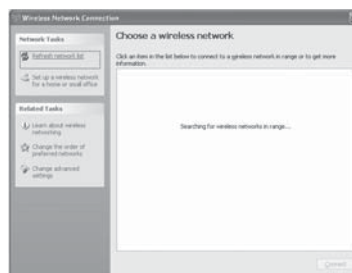 Wireless Network Connection
Network Tasks
Refresh network list
Set up a wireless network
for a home or small office
Related Tasks
Learn about wireless
networking
Change the order of
preferred networks
Change advanced
settings
Choose a wireless network
Click an item in the list below to connect to a wireless network in range or to get more
information.
Searching for wireless networks in range...
Connect